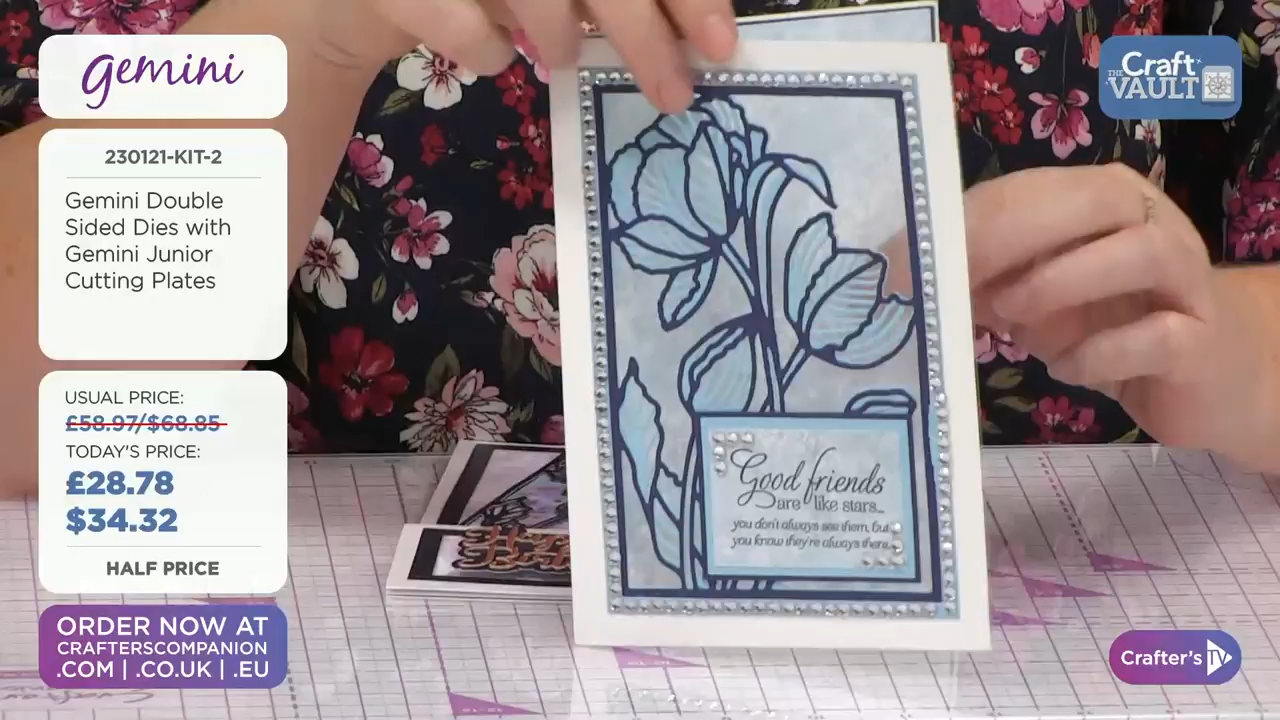 gemini
230121-KIT-2
Gemini Double
Sided Dies with
Gemini Junior
Cutting Plates
USUAL PRICE:
£58.97/$68.85
TODAY'S PRICE:
£28.78
$34.32
HALF PRICE
ORDER NOW AT
CRAFTERSCOMPANION
.COM | .CO.UK | .EU
THE Craft
VAULT
Good friends
are like stars...
you don't always see them, but
you know they're always there.
Crafter's TV